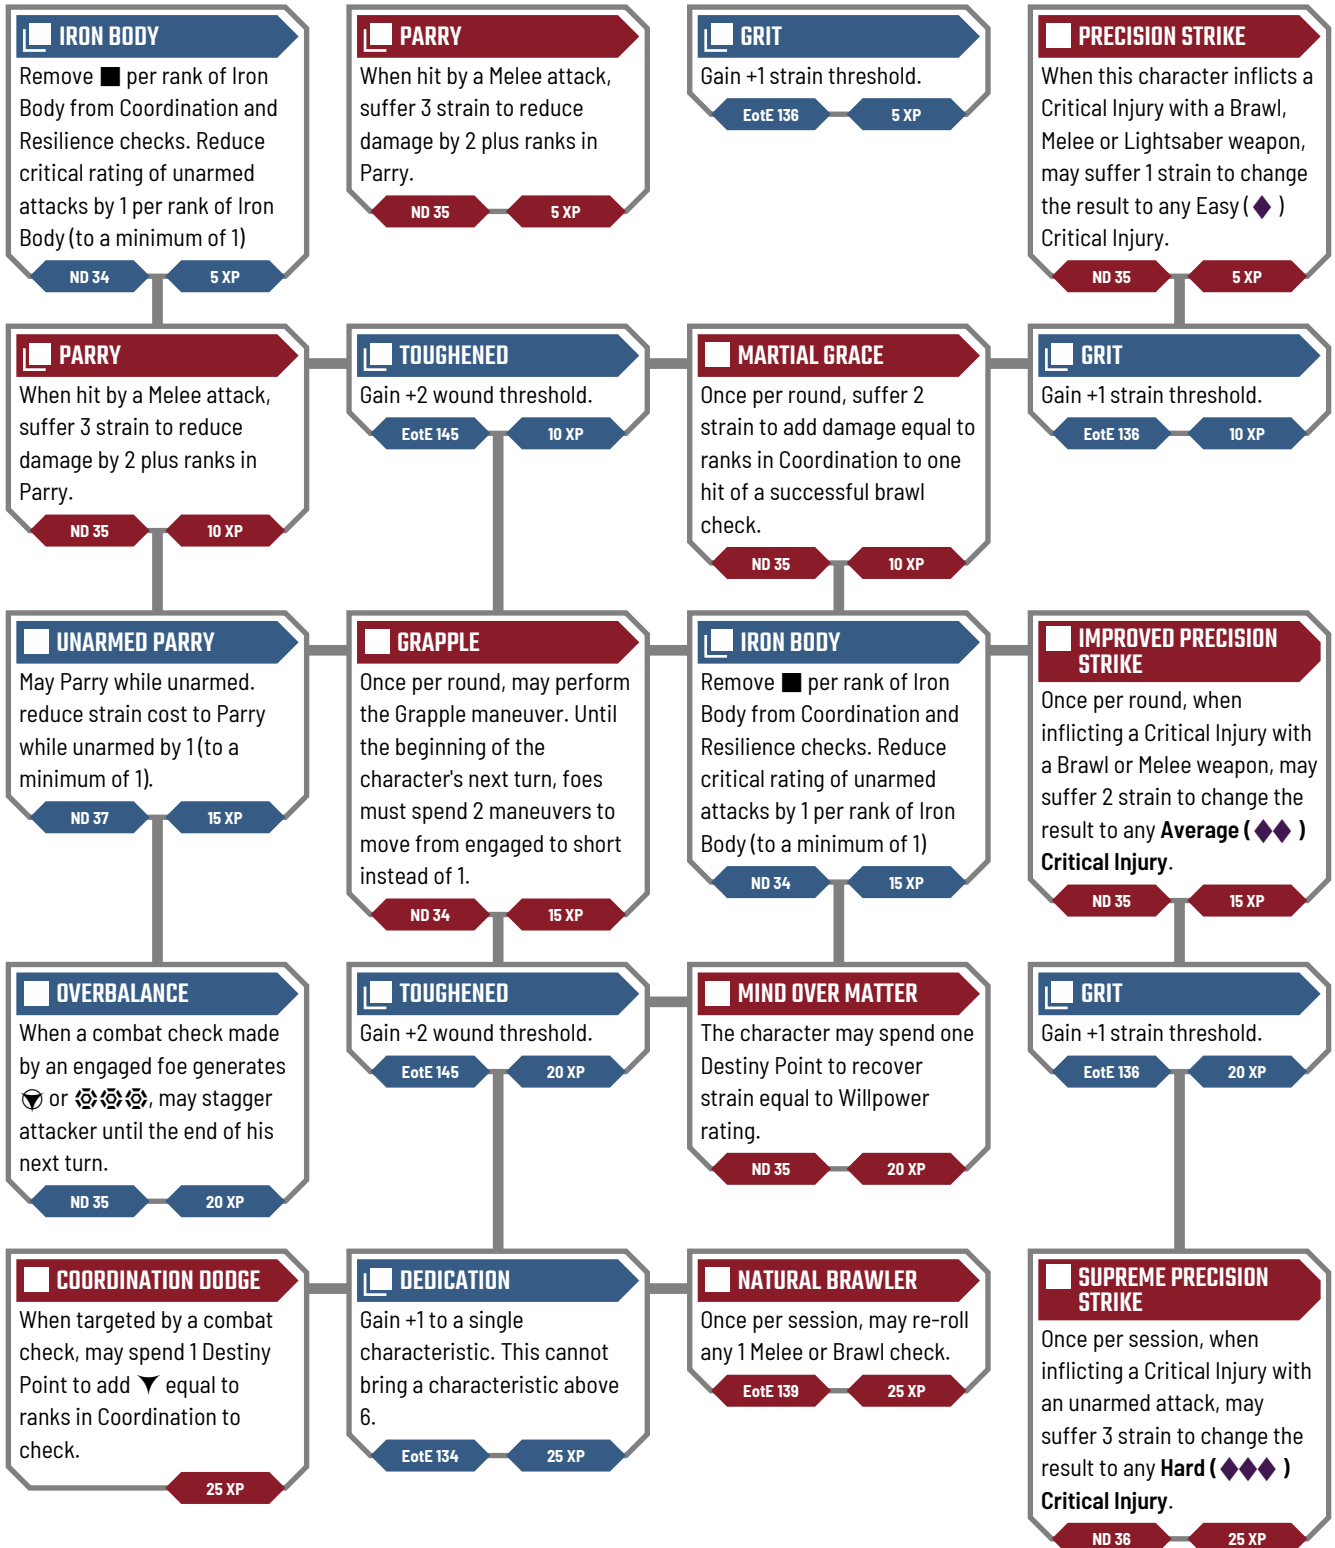 IRON BODY
Remove ■ per rank of Iron
Body from Coordination and
Resilience checks. Reduce
critical rating of unarmed
attacks by 1 per rank of Iron
Body (to a minimum of 1)
ND 34
5 XP
PARRY
When hit by a Melee attack,
suffer 3 strain to reduce
damage by 2 plus ranks in
Parry.
ND 35
5 XP
GRIT
Gain +1 strain threshold.
EotE 136
5 XP
PRECISION STRIKE
When this character inflicts a
Critical Injury with a Brawl,
Melee or Lightsaber weapon,
may suffer 1 strain to change
the result to any Easy (◆ )
Critical Injury.
ND 35
5 XP
PARRY
When hit by a Melee attack,
suffer 3 strain to reduce
damage by 2 plus ranks in
Parry.
ND 35
10 XP
TOUGHENED
Gain +2 wound threshold.
EotE 145
10 XP
MARTIAL GRACE
Once per round, suffer 2
strain to add damage equal to
ranks in Coordination to one
hit of a successful brawl
check.
ND 35
10 XP
GRIT
Gain +1 strain threshold.
EotE 136
10 XP
UNARMED PARRY
May Parry while unarmed.
reduce strain cost to Parry
while unarmed by 1 (to a
minimum of 1).
ND 37
15 XP
GRAPPLE
Once per round, may perform
the Grapple maneuver. Until
the beginning of the
character's next turn, foes
must spend 2 maneuvers to
move from engaged to short
instead of 1.
ND 34
15 XP
IRON BODY
Remove ■ per rank of Iron
Body from Coordination and
Resilience checks. Reduce
critical rating of unarmed
attacks by 1 per rank of Iron
Body (to a minimum of 1)
ND 34
15 XP
IMPROVED PRECISION
STRIKE
Once per round, when
inflicting a Critical Injury with
a Brawl or Melee weapon, may
suffer 2 strain to change the
result to any Average (◆◆ )
Critical Injury.
ND 35
15 XP
OVERBALANCE
When a combat check made
by an engaged foe generates
or , may stagger
attacker until the end of his
next turn.
ND 35
20 XP
TOUGHENED
Gain +2 wound threshold.
EotE 145
20 XP
MIND OVER MATTER
The character may spend one
Destiny Point to recover
strain equal to Willpower
rating.
ND 35
20 XP
GRIT
Gain +1 strain threshold.
EotE 136
20 XP
COORDINATION DODGE
When targeted by a combat
check, may spend 1 Destiny
Point to add equal to
ranks in Coordination to
check.
25 XP
DEDICATION
Gain +1 to a single
characteristic. This cannot
bring a characteristic above
6.
EotE 134
25 XP
NATURAL BRAWLER
Once per session, may re-roll
any 1 Melee or Brawl check.
EotE 139
25 XP
SUPREME PRECISION
STRIKE
Once per session, when
inflicting a Critical Injury with
an unarmed attack, may
suffer 3 strain to change the
result to any Hard (◆◆◆ )
Critical Injury.
ND 36
25 XP